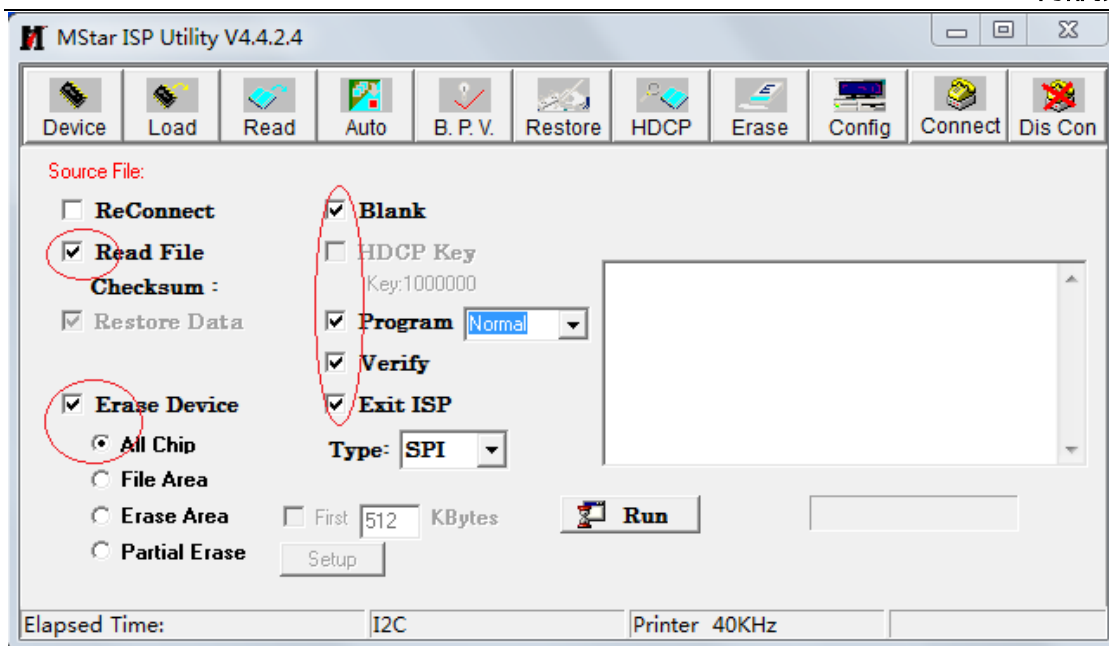 MStar ISP Utility V4.4.2.4
Device Load Read Auto B. P. V. Restore HDCP Erase Config Connect Dis Con
Source File:
ReConnect Blank
Read File HDCP Key
Checksum : Key:1000000
Restore Data Program Normal
Verify
Erase Device Exit ISP
All Chip Type: SPI
File Area
Erase Area First 512 KBytes Run
Partial Erase Setup
Elapsed Time: I2C Printer 40KHz